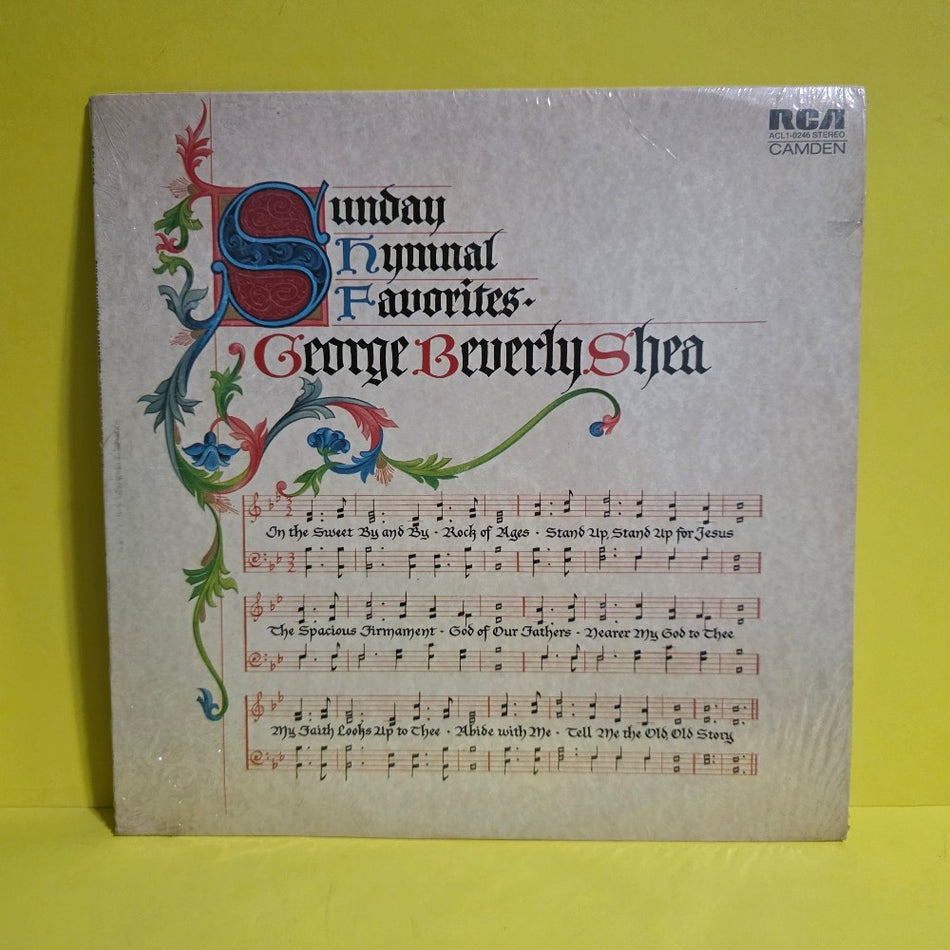 RCA
ACL1-0246 STEREO
CAMDEN
Sunday
Hymnal
Favorites·
George Beverly Shea
In the Sweet By and By · Rock of Ages · Stand Up, Stand Up for Jesus
The Spacious Firmament · God of Our Fathers · Nearer My God to Thee
My Faith Looks Up to Thee · Abide with Me · Tell Me the Old, Old Story